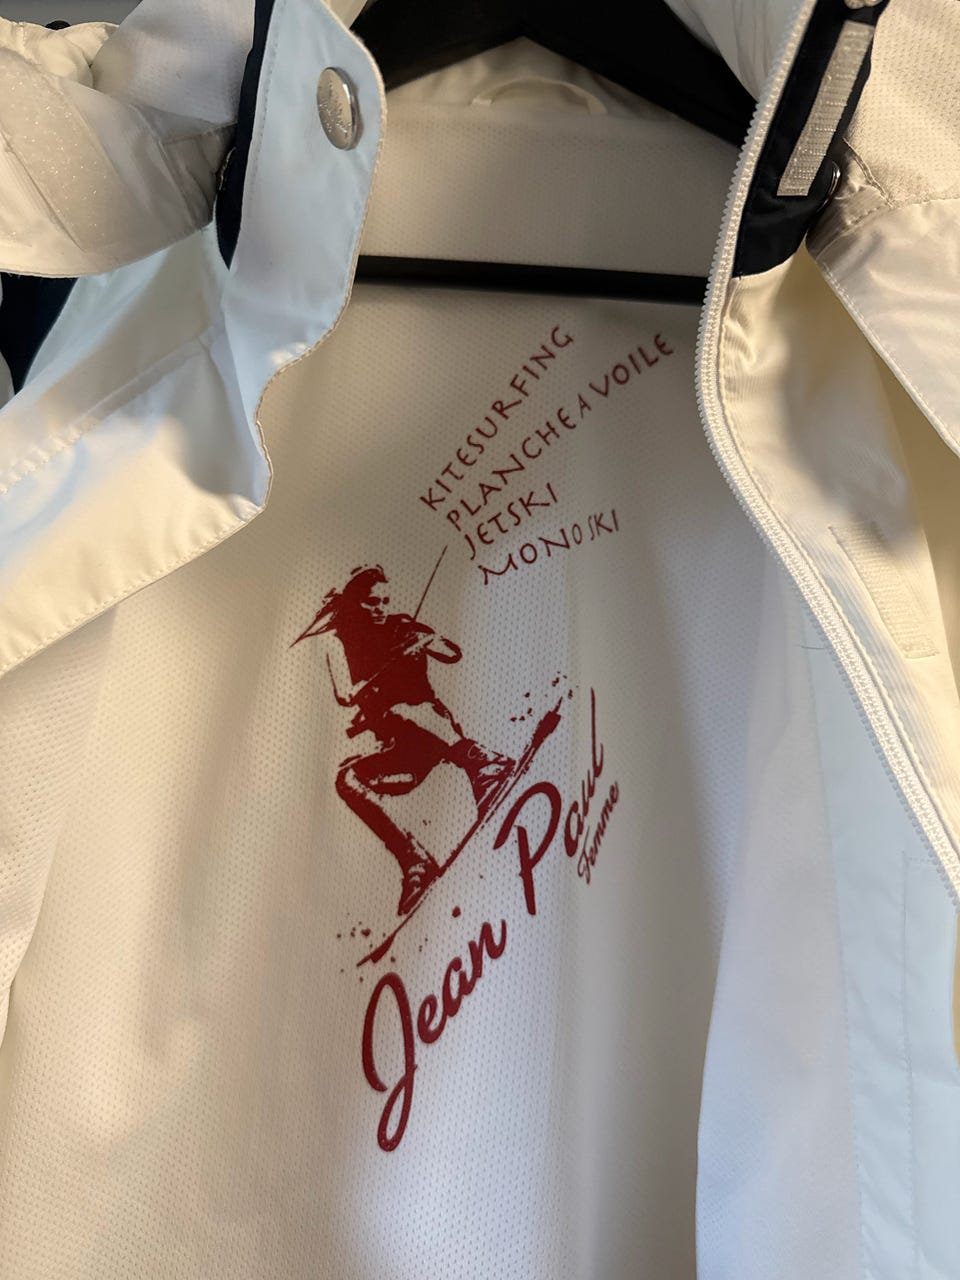 KITESURFING
PLANCHE A VOILE
JETSKI
MONOSKI
Jean Paul
Femme